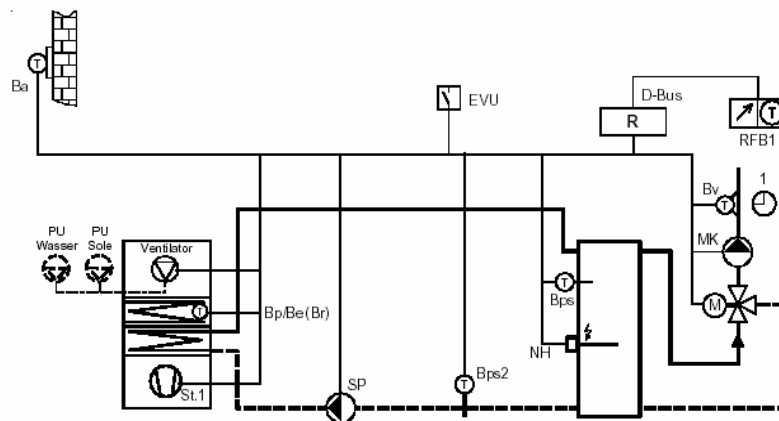 Ba
T
EVU
D-Bus
R
T
RFB1
1
Bv
T
PU
Wasser
PU
Sole
Ventilator
MK
T
Bp/Be(Br)
T
Bps
M
NH
St.1
SP
Bps2
T